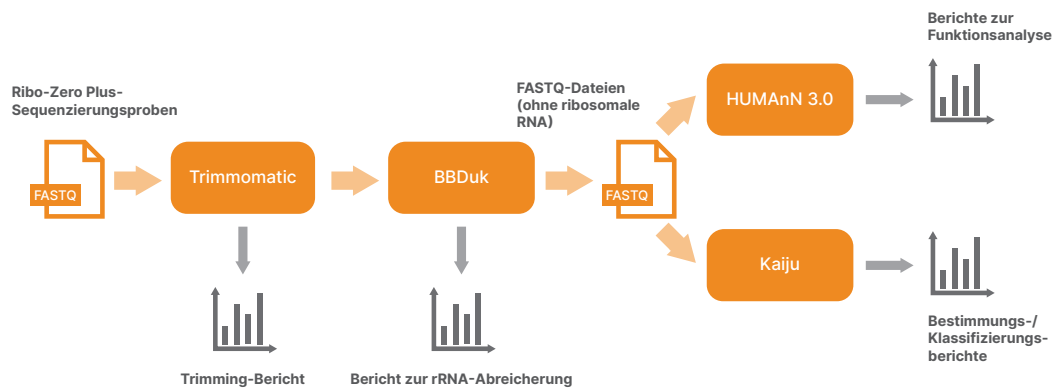 Ribo-Zero Plus-
Sequenzierungsproben
FASTQ
Trimmomatic
Trimming-Bericht
BBDuk
Bericht zur rRNA-Abreicherung
FASTQ-Dateien
(ohne ribosomale
RNA)
FASTQ
HUMAnN 3.0
Berichte zur
Funktionsanalyse
Kaiju
Bestimmungs-/
Klassifizierungs-
berichte